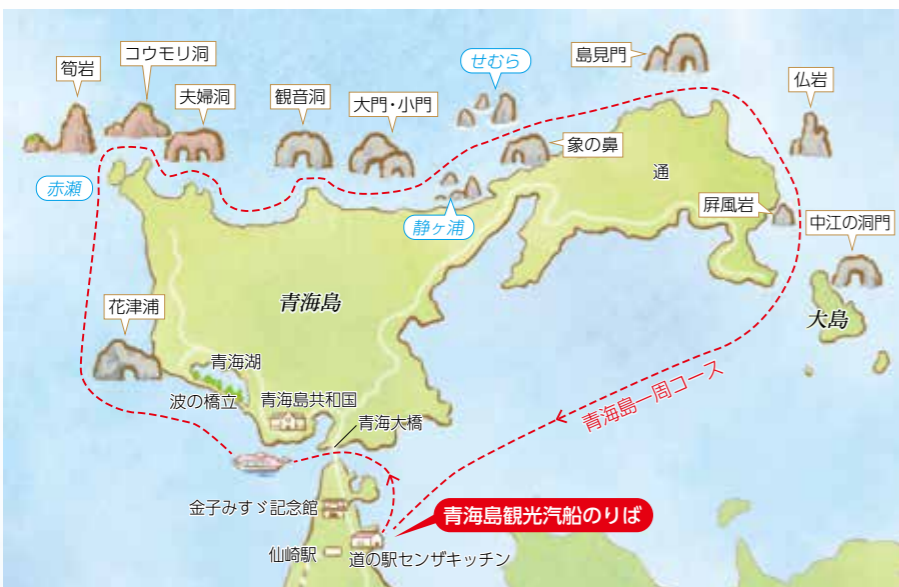 コウモリ洞
筍岩
夫婦洞
観音洞
大門・小門
せむら
島見門
仏岩
象の鼻
通
赤瀬
静ヶ浦
屛風岩
中江の洞門
花津浦
青海島
大島
青海湖
波の橋立
青海島共和国
青海大橋
青海島一周コース
金子みすゞ記念館
青海島観光汽船のりば
仙崎駅
道の駅センザキッチン